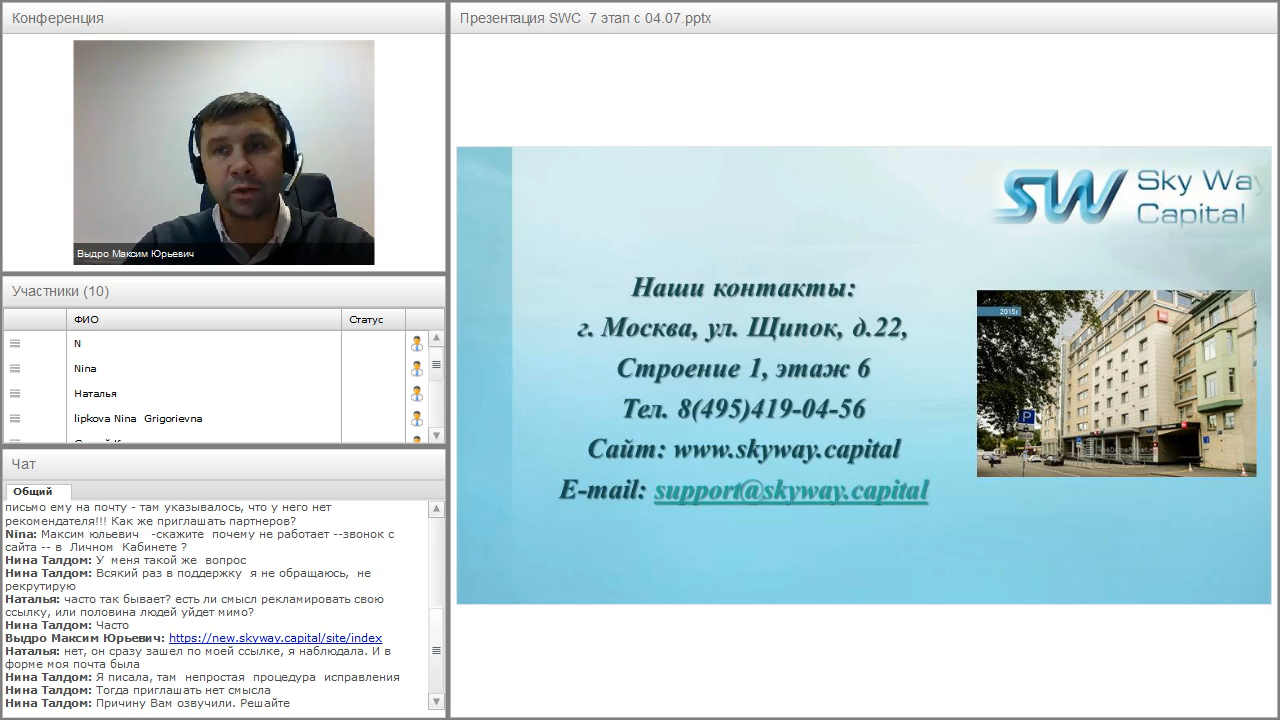 Конференция
Выдро Максим Юрьевич
Участники (10)
ФИО
Статус
N
Nina
Наталья
lipkova Nina Grigorievna
Чат
Общий
письмо ему на почту - там указывалось, что у него нет
рекомендателя!!! Как же приглашать партнеров?
Nina: Максим юльевич -скажите почему не работает --звонок с
сайта -- в Личном Кабинете ?
Нина Талдом: У меня такой же вопрос
Нина Талдом: Всякий раз в поддержку я не обращаюсь, не
рекрутирую
Наталья: часто так бывает? есть ли смысл рекламировать свою
ссылку, или половина людей уйдет мимо?
Нина Талдом: Часто
Выдро Максим Юрьевич: https://new.skyway.capital/site/index
Наталья: нет, он сразу зашел по моей ссылке, я наблюдала. И в
форме моя почта была
Нина Талдом: Я писала, там непростая процедура исправления
Нина Талдом: Тогда приглашать нет смысла
Нина Талдом: Причину Вам озвучили. Решайте
Презентация SWC 7 этап с 04.07.pptx
SW Sky Way
Capital
Наши контакты:
г. Москва, ул. Щипок, д.22,
Строение 1, этаж 6
Тел. 8(495)419-04-56
Сайт: www.skyway.capital
E-mail: support@skyway.capital
2015г
P